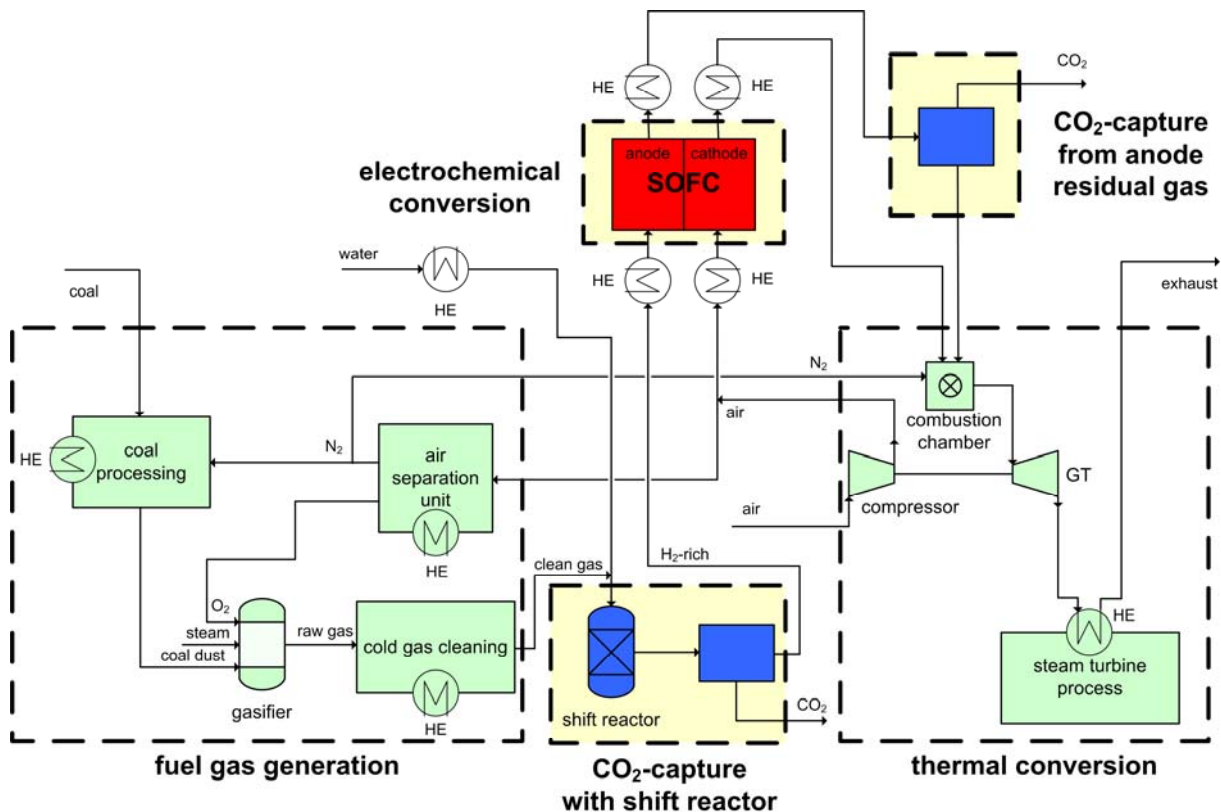 HE
HE
CO₂
CO₂-capture
from anode
residual gas
anode
cathode
SOFC
electrochemical
conversion
water
HE
HE
HE
coal
exhaust
N₂
air
combustion
chamber
HE
coal
processing
N₂
air
separation
unit
HE
GT
compressor
air
H₂-rich
clean gas
O₂
steam
coal dust
raw gas
cold gas cleaning
HE
gasifier
shift reactor
CO₂
HE
steam turbine
process
fuel gas generation
CO₂-capture
with shift reactor
thermal conversion